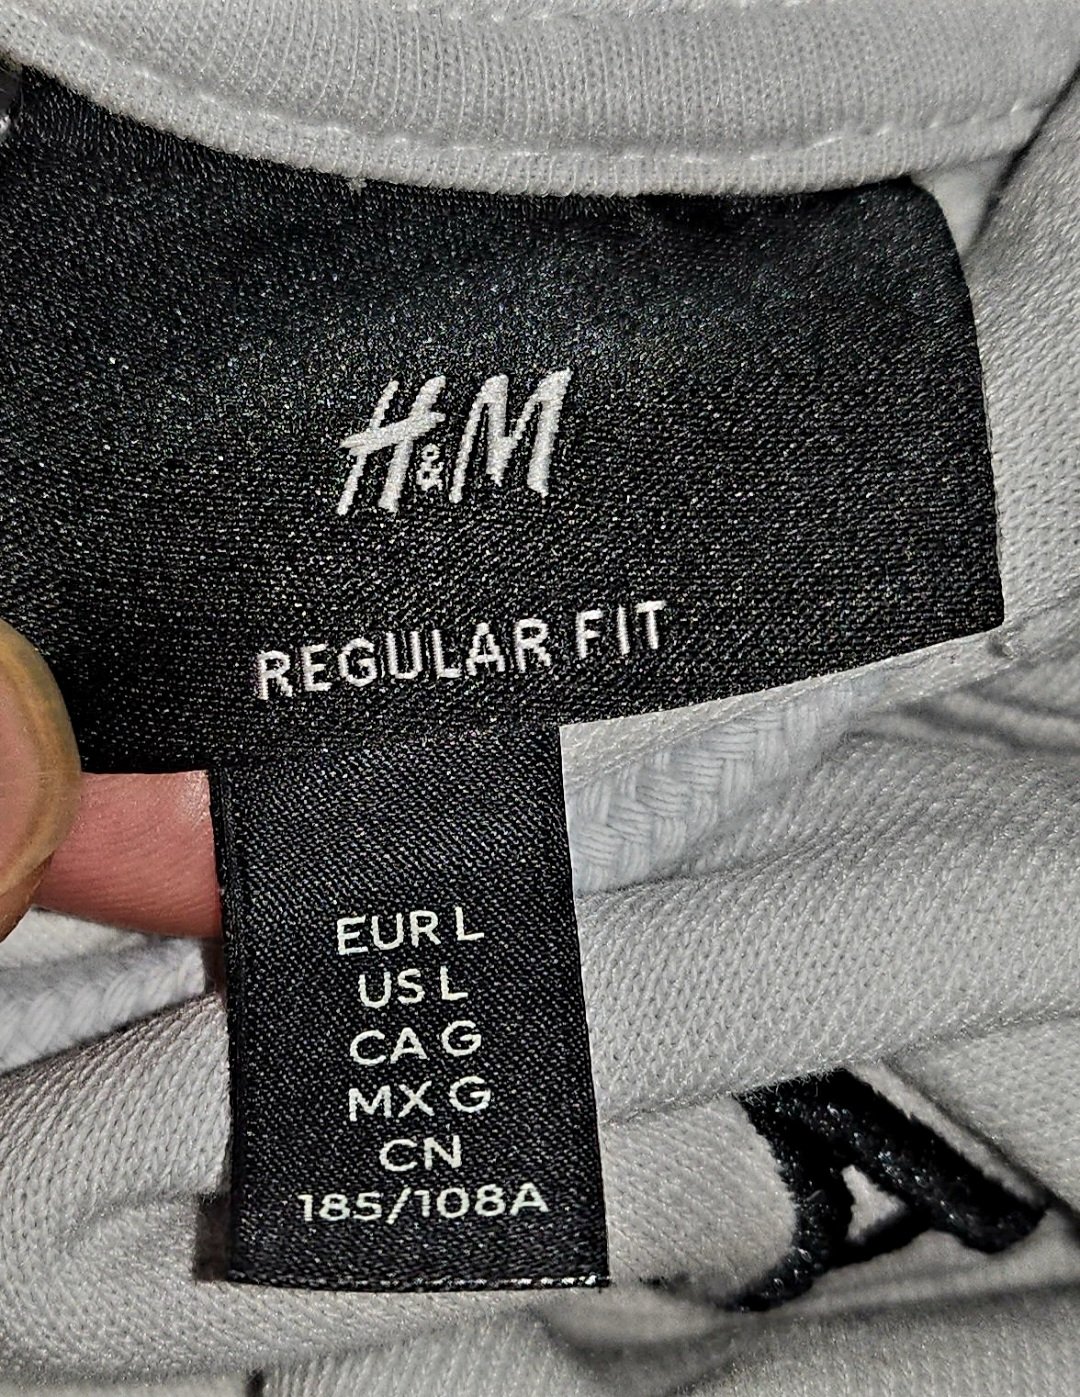 H&M
REGULAR FIT
EUR L
US L
CA G
MX G
CN
185/108A